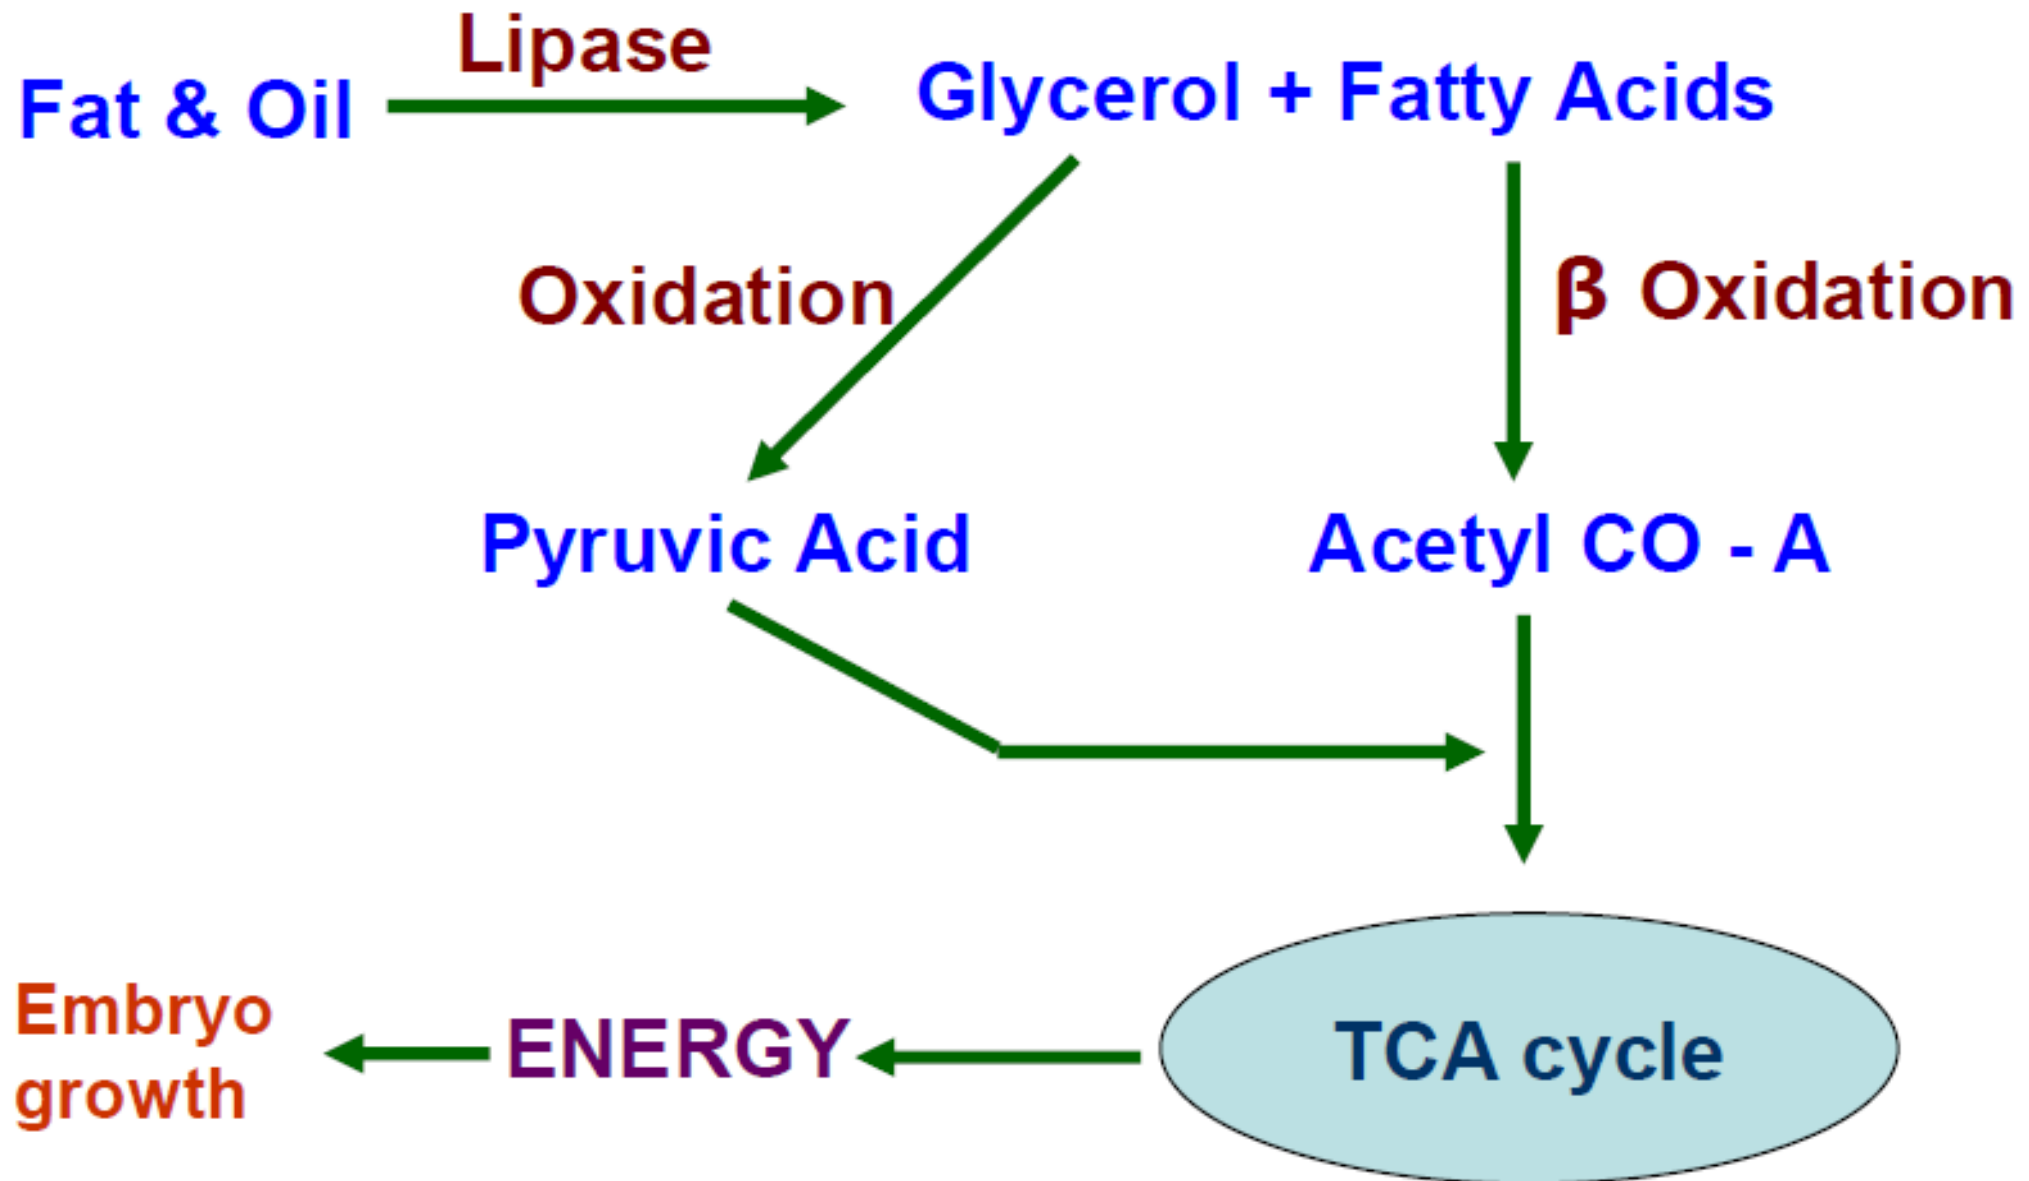 Lipase
Fat & Oil
Glycerol + Fatty Acids
Oxidation
β Oxidation
Pyruvic Acid
Acetyl CO - A
Embryo
growth
ENERGY
TCA cycle